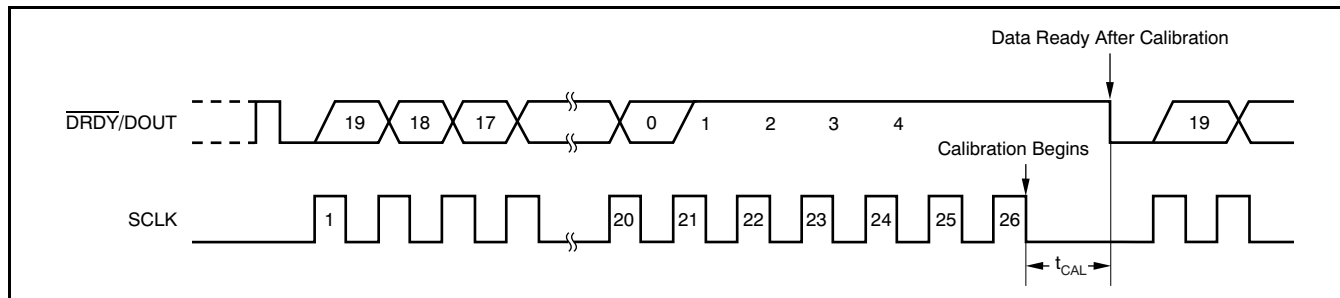 Data Ready After Calibration
DRDY/DOUT 19 18 17 0 1 2 3 4 19
Calibration Begins
SCLK 1 20 21 22 23 24 25 26
tCAL